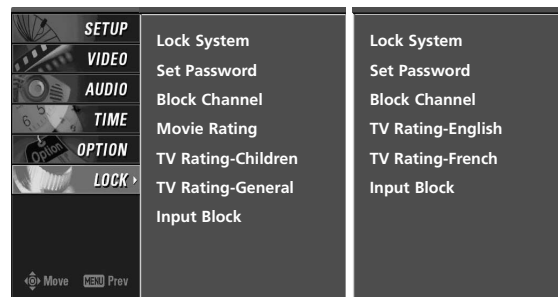 SETUP
VIDEO
AUDIO
TIME
OPTION
LOCK
Move MENU Prev
Lock System
Set Password
Block Channel
Movie Rating
TV Rating-Children
TV Rating-General
Input Block
Lock System
Set Password
Block Channel
TV Rating-English
TV Rating-French
Input Block